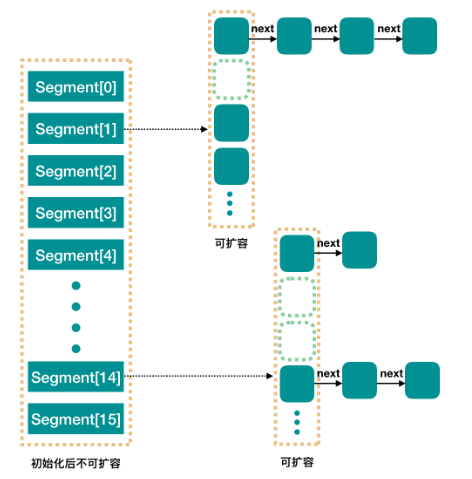 next next next
Segment[0]
Segment[1]
Segment[2]
Segment[3]
Segment[4]
可扩容
next
Segment[14]
next next
Segment[15]
初始化后不可扩容
可扩容